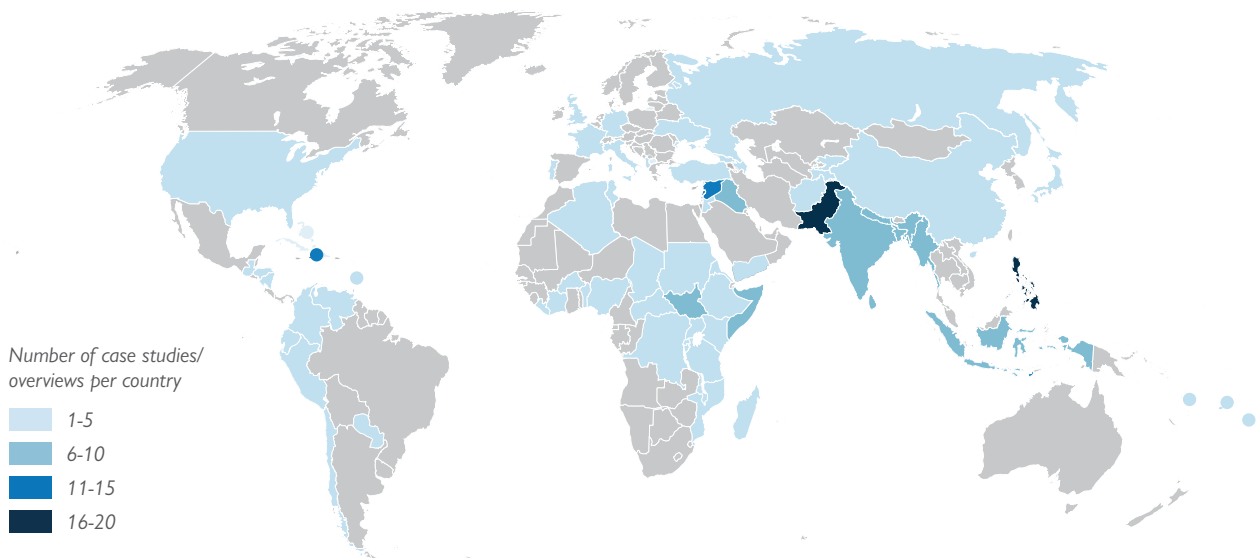 Number of case studies/
overviews per country
1-5
6-10
11-15
16-20